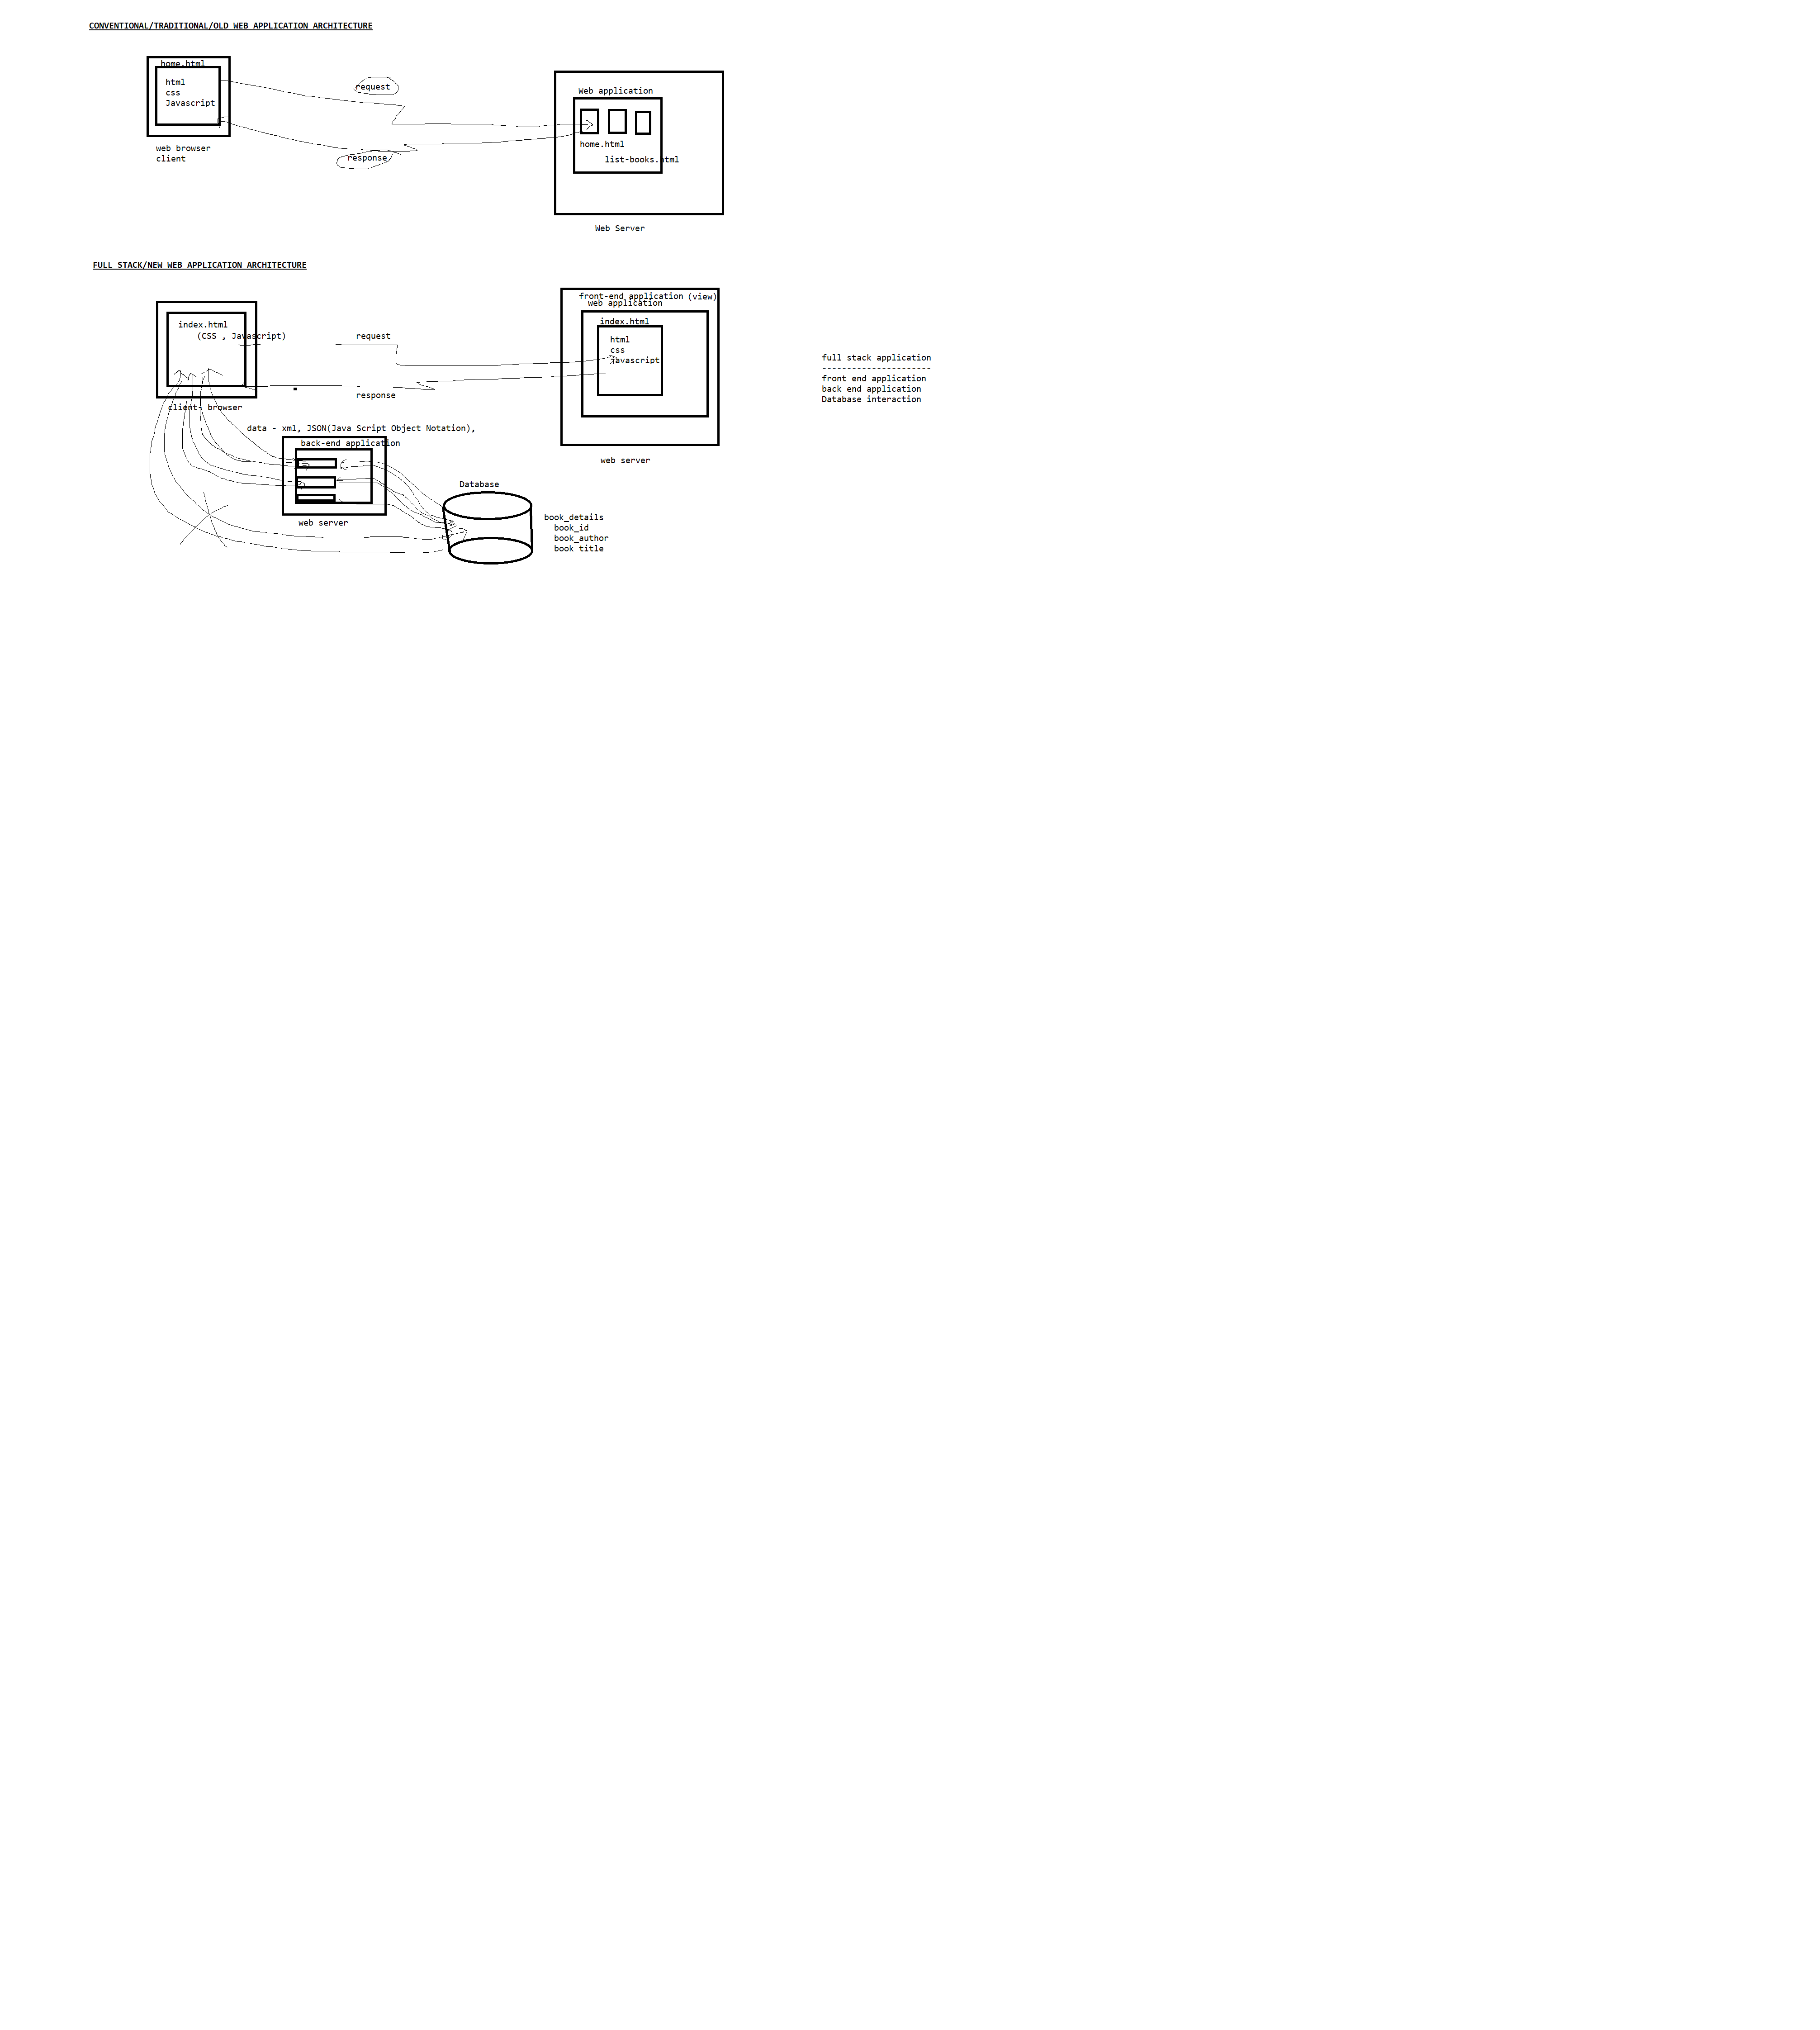 CONVENTIONAL/TRADITIONAL/OLD WEB APPLICATION ARCHITECTURE
home.html
html
css
Javascript
web browser
client
request
response
Web application
home.html
list-books.html
Web Server
FULL STACK/NEW WEB APPLICATION ARCHITECTURE
index.html
(CSS , Javascript)
client- browser
request
response
front-end application (view)
web application
index.html
html
css
javascript
web server
full stack application
----------------------
front end application
back end application
Database interaction
data - xml, JSON(Java Script Object Notation),
back-end application
web server
Database
book_details
book_id
book_author
book title